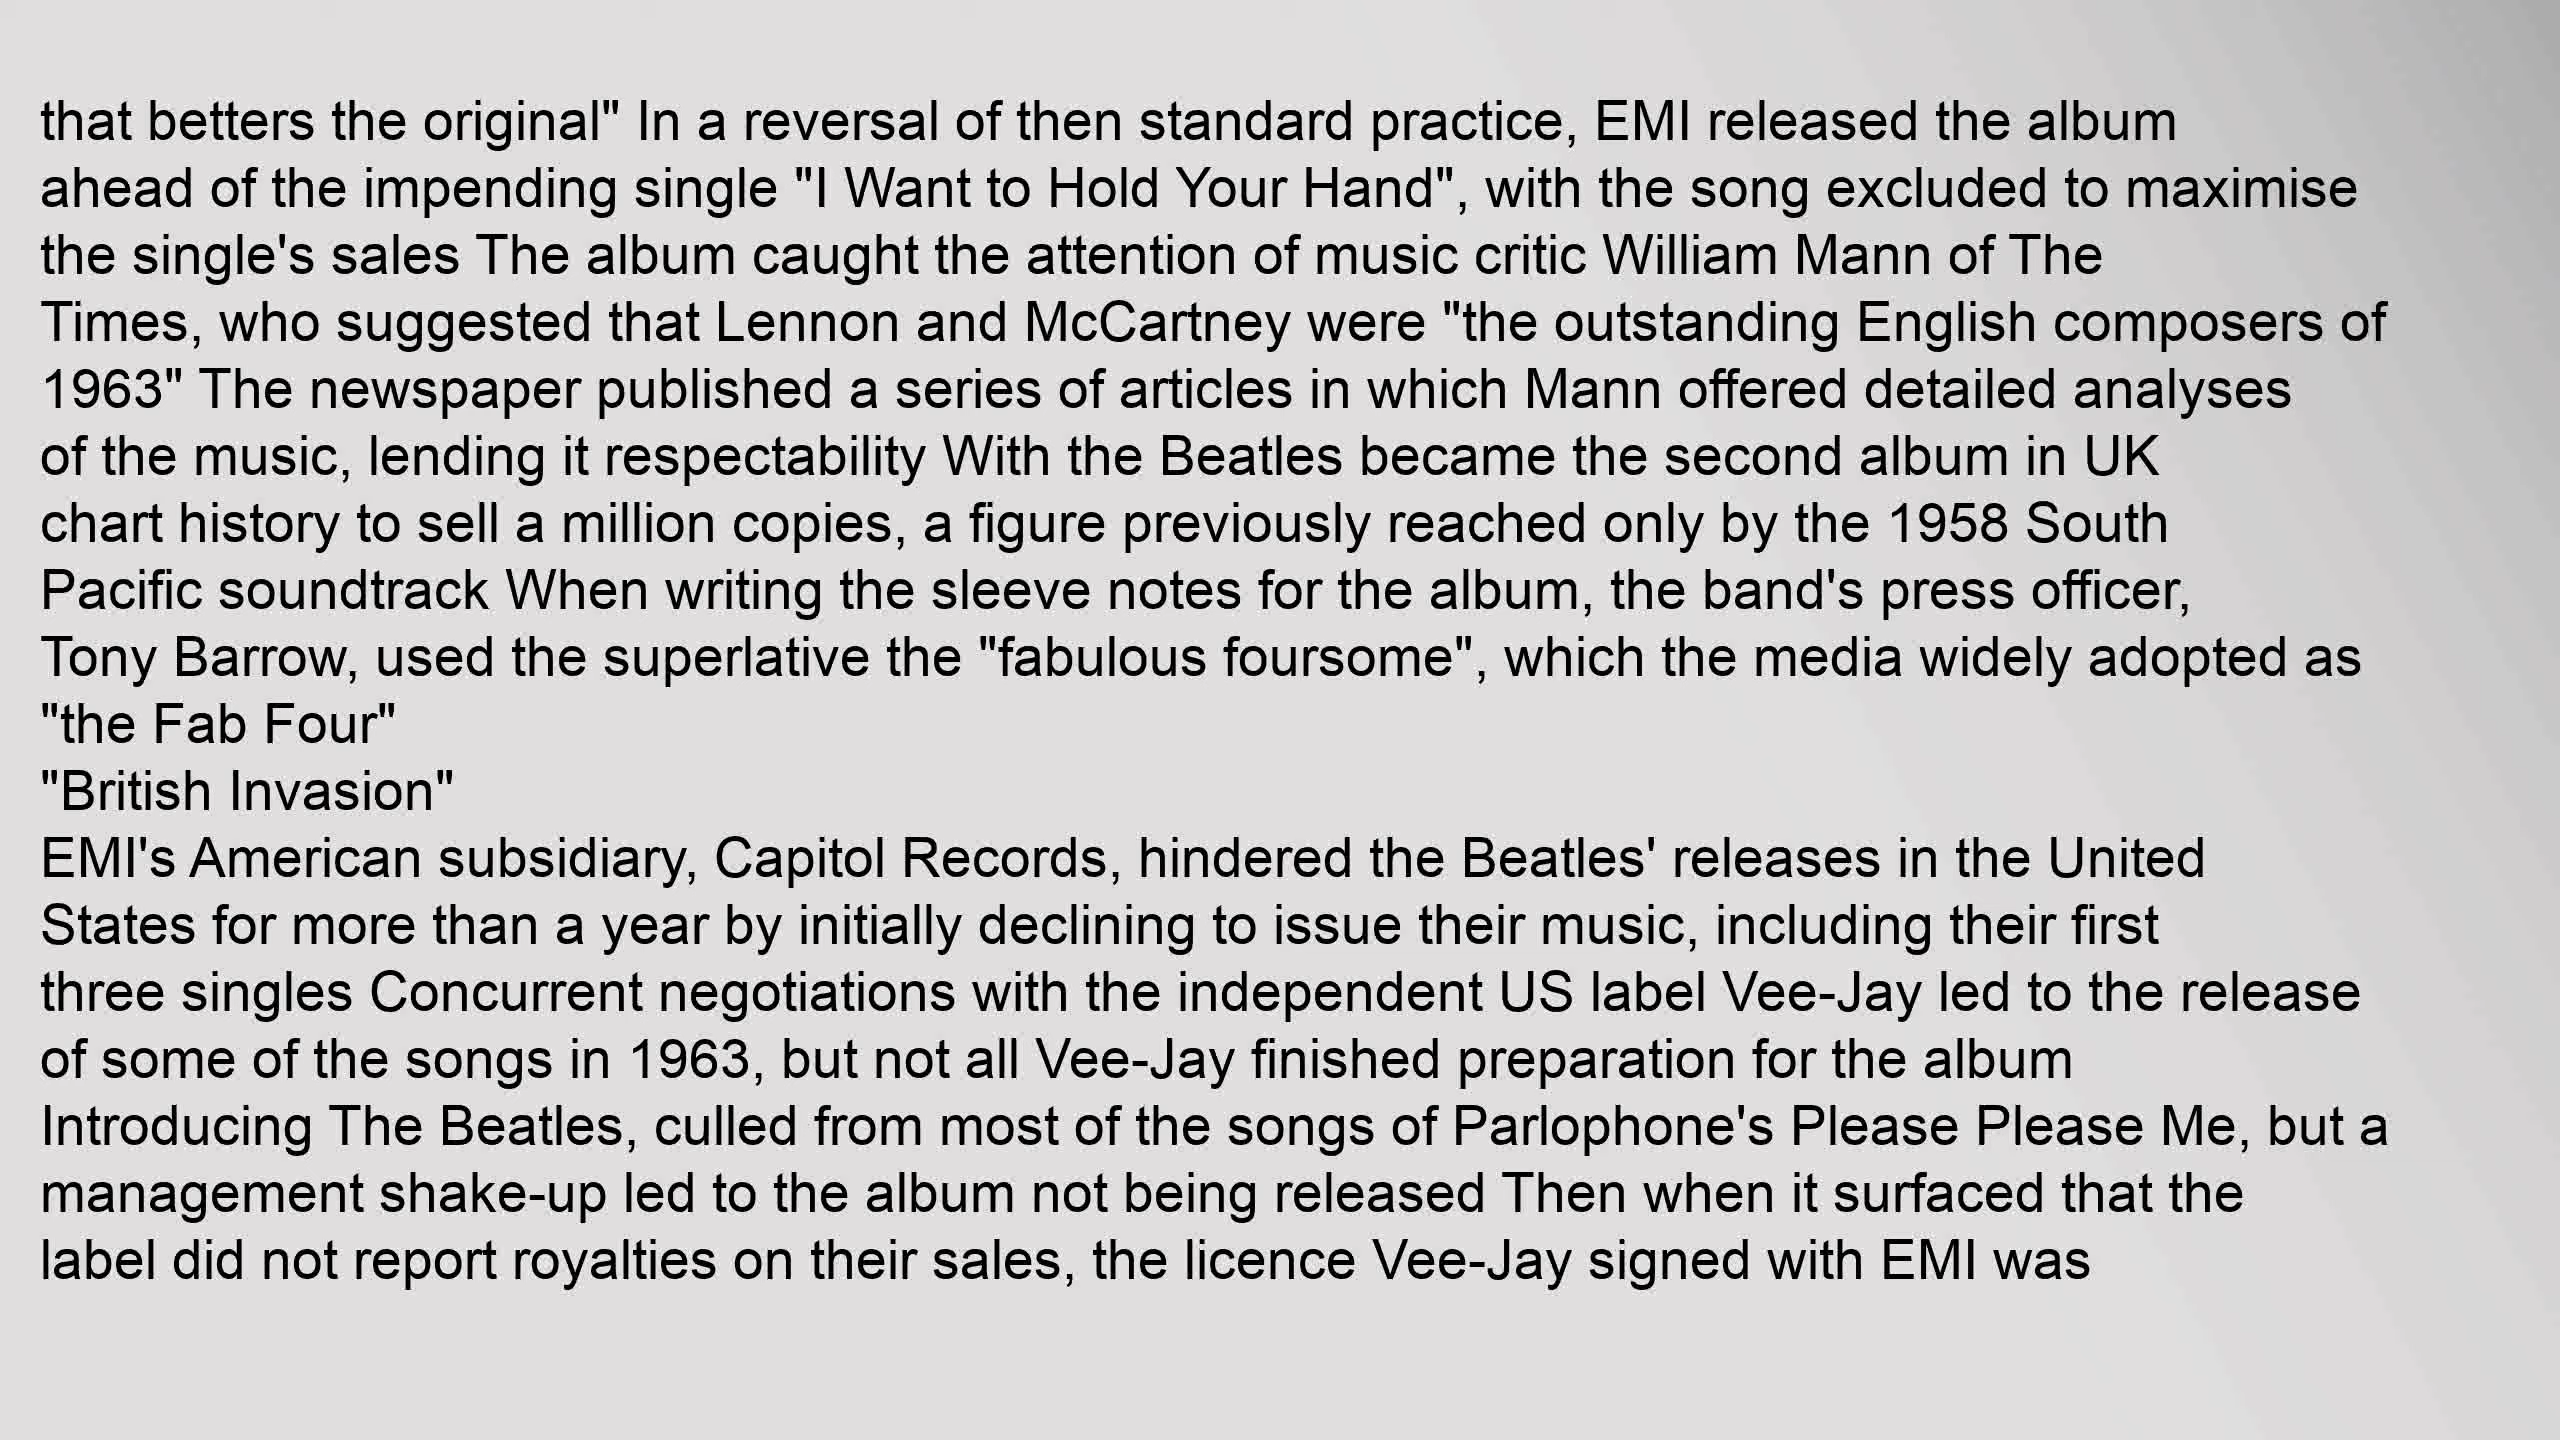 that betters the original" In a reversal of then standard practice, EMI released the album
ahead of the impending single "I Want to Hold Your Hand", with the song excluded to maximise
the single's sales The album caught the attention of music critic William Mann of The
Times, who suggested that Lennon and McCartney were "the outstanding English composers of
1963" The newspaper published a series of articles in which Mann offered detailed analyses
of the music, lending it respectability With the Beatles became the second album in UK
chart history to sell a million copies, a figure previously reached only by the 1958 South
Pacific soundtrack When writing the sleeve notes for the album, the band's press officer,
Tony Barrow, used the superlative the "fabulous foursome", which the media widely adopted as
"the Fab Four"
"British Invasion"
EMI's American subsidiary, Capitol Records, hindered the Beatles' releases in the United
States for more than a year by initially declining to issue their music, including their first
three singles Concurrent negotiations with the independent US label Vee-Jay led to the release
of some of the songs in 1963, but not all Vee-Jay finished preparation for the album
Introducing The Beatles, culled from most of the songs of Parlophone's Please Please Me, but a
management shake-up led to the album not being released Then when it surfaced that the
label did not report royalties on their sales, the licence Vee-Jay signed with EMI was